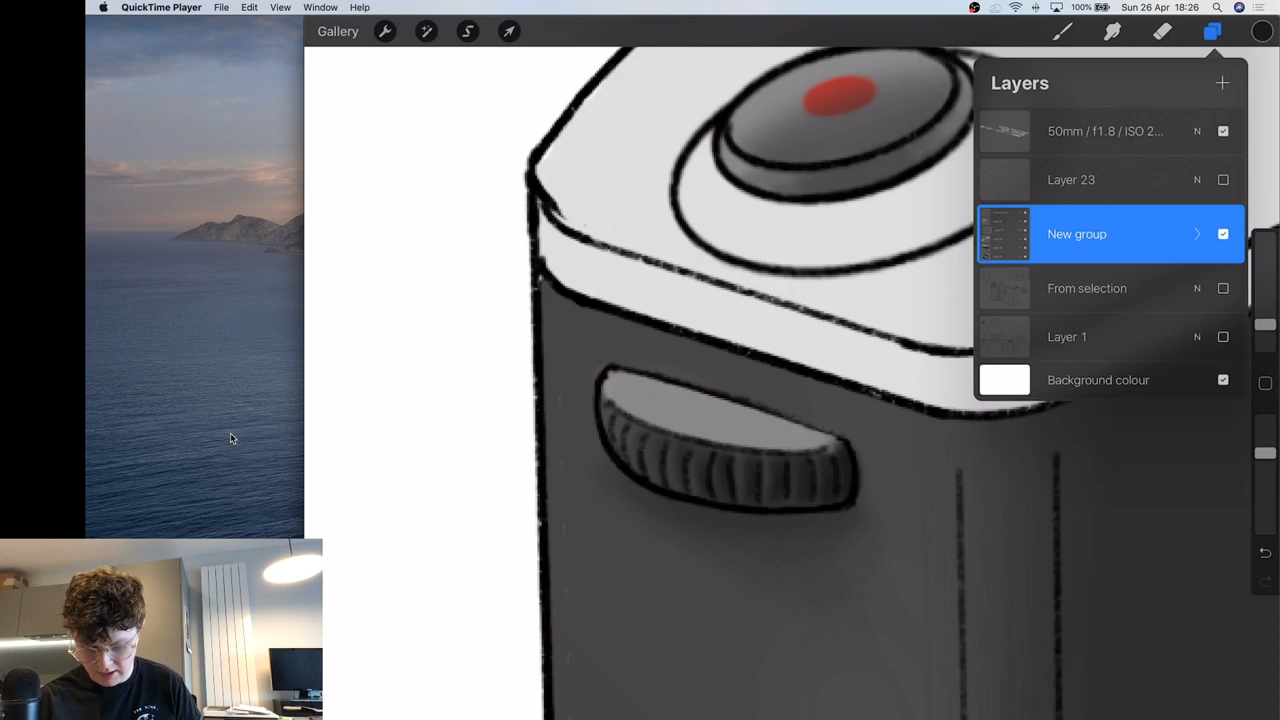 QuickTime Player File Edit View Window Help 100% Sun 26 Apr 18:26
Gallery
Layers
50mm / f1.8 / ISO 2... N
Layer 23 N
New group
From selection N
Layer 1 N
Background colour